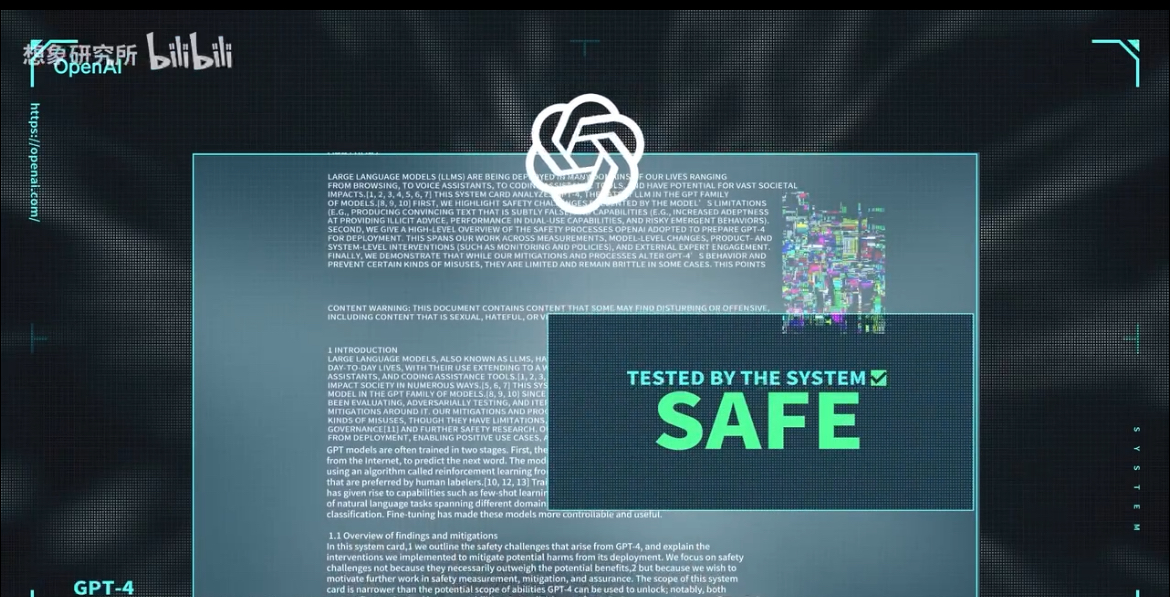 想象研究所 bilibili
OpenAI
https://openai.com/
LARGE LANGUAGE MODELS (LLMS) ARE BEING DEPLOYED IN MANY DOMAINS OF OUR LIVES RANGING
FROM BROWSING, TO VOICE ASSISTANTS, TO CODING ASSISTANCE TOOLS, AND HAVE POTENTIAL FOR VAST SOCIETAL
IMPACTS.[1, 2, 3, 4, 5, 6, 7] THIS SYSTEM CARD ANALYZES GPT-4, THE LATEST LLM IN THE GPT FAMILY
OF MODELS.[8, 9, 10] FIRST, WE HIGHLIGHT SAFETY CHALLENGES PRESENTED BY THE MODEL'S LIMITATIONS
(E.G., PRODUCING CONVINCING TEXT THAT IS SUBTLY FALSE) AND CAPABILITIES (E.G., INCREASED ADEPTNESS
AT PROVIDING ILLICIT ADVICE, PERFORMANCE IN DUAL-USE CAPABILITIES, AND RISKY EMERGENT BEHAVIORS).
SECOND, WE GIVE A HIGH-LEVEL OVERVIEW OF THE SAFETY PROCESSES OPENAI ADOPTED TO PREPARE GPT-4
FOR DEPLOYMENT. THIS SPANS OUR WORK ACROSS MEASUREMENTS, MODEL-LEVEL CHANGES, PRODUCT- AND
SYSTEM-LEVEL INTERVENTIONS (SUCH AS MONITORING AND POLICIES), AND EXTERNAL EXPERT ENGAGEMENT.
FINALLY, WE DEMONSTRATE THAT WHILE OUR MITIGATIONS AND PROCESSES ALTER GPT-4'S BEHAVIOR AND
PREVENT CERTAIN KINDS OF MISUSES, THEY ARE LIMITED AND REMAIN BRITTLE IN SOME CASES. THIS POINTS
CONTENT WARNING: THIS DOCUMENT CONTAINS CONTENT THAT SOME MAY FIND DISTURBING OR OFFENSIVE,
INCLUDING CONTENT THAT IS SEXUAL, HATEFUL, OR V
TESTED BY THE SYSTEM
SAFE
1 INTRODUCTION
LARGE LANGUAGE MODELS, ALSO KNOWN AS LLMS, HA
DAY-TO-DAY LIVES, WITH THEIR USE EXTENDING TO A W
ASSISTANTS, AND CODING ASSISTANCE TOOLS.[1, 2, 3,
IMPACT SOCIETY IN NUMEROUS WAYS.[5, 6, 7] THIS SYS
MODEL IN THE GPT FAMILY OF MODELS.[8, 9, 10] SINCE
BEEN EVALUATING, ADVERSARIALLY TESTING, AND ITE
MITIGATIONS AROUND IT. OUR MITIGATIONS AND PROC
KINDS OF MISUSES, THOUGH THEY HAVE LIMITATIONS,
GOVERNANCE[11] AND FURTHER SAFETY RESEARCH. O
FROM DEPLOYMENT, ENABLING POSITIVE USE CASES, A
GPT models are often trained in two stages. First, the
from the Internet, to predict the next word. The mod
using an algorithm called reinforcement learning fro
that are preferred by human labelers.[10, 12, 13] Trai
has given rise to capabilities such as few-shot learnin
of natural language tasks spanning different domain
classification. Fine-tuning has made these models more controllable and useful.
1.1 Overview of findings and mitigations
In this system card,1 we outline the safety challenges that arise from GPT-4, and explain the
interventions we implemented to mitigate potential harms from its deployment. We focus on safety
challenges not because they necessarily outweigh the potential benefits,2 but because we wish to
motivate further work in safety measurement, mitigation, and assurance. The scope of this system
card is narrower than the potential scope of abilities GPT-4 can be used to unlock; notably, both
GPT-4
SYSTEM